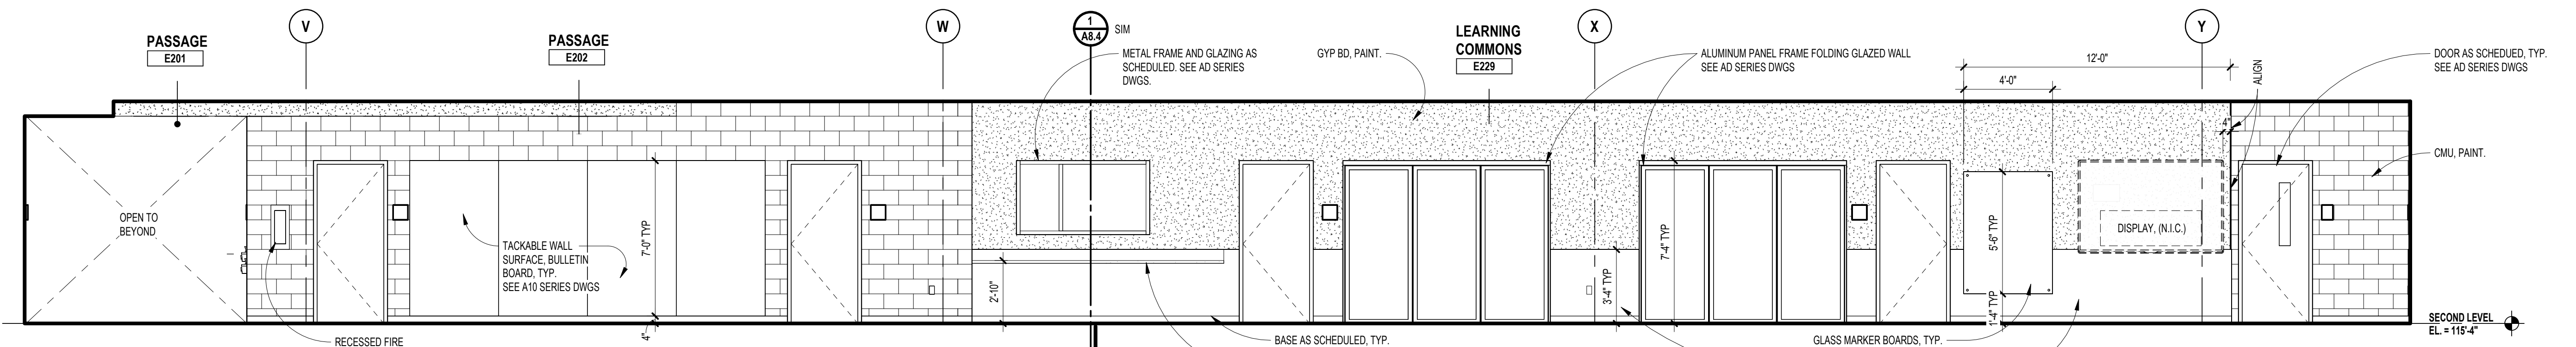 V
W
1
A8.4
SIM
X
Y
PASSAGE
E201
PASSAGE
E202
METAL FRAME AND GLAZING AS
SCHEDULED. SEE AD SERIES
DWGS.
GYP BD, PAINT.
LEARNING
COMMONS
E229
ALUMINUM PANEL FRAME FOLDING GLAZED WALL
SEE AD SERIES DWGS
12'-0"
4'-0"
ALIGN
DOOR AS SCHEDUED, TYP.
SEE AD SERIES DWGS
4"
CMU, PAINT.
OPEN TO
BEYOND
TACKABLE WALL
SURFACE, BULLETIN
BOARD, TYP.
SEE A10 SERIES DWGS
7'-0" TYP
4"
2'-10"
3'-4" TYP
7'-4" TYP
5'-6" TYP
1'-4" TYP
DISPLAY, (N.I.C.)
RECESSED FIRE
BASE AS SCHEDULED, TYP.
GLASS MARKER BOARDS, TYP.
SECOND LEVEL
EL. = 115'-4"